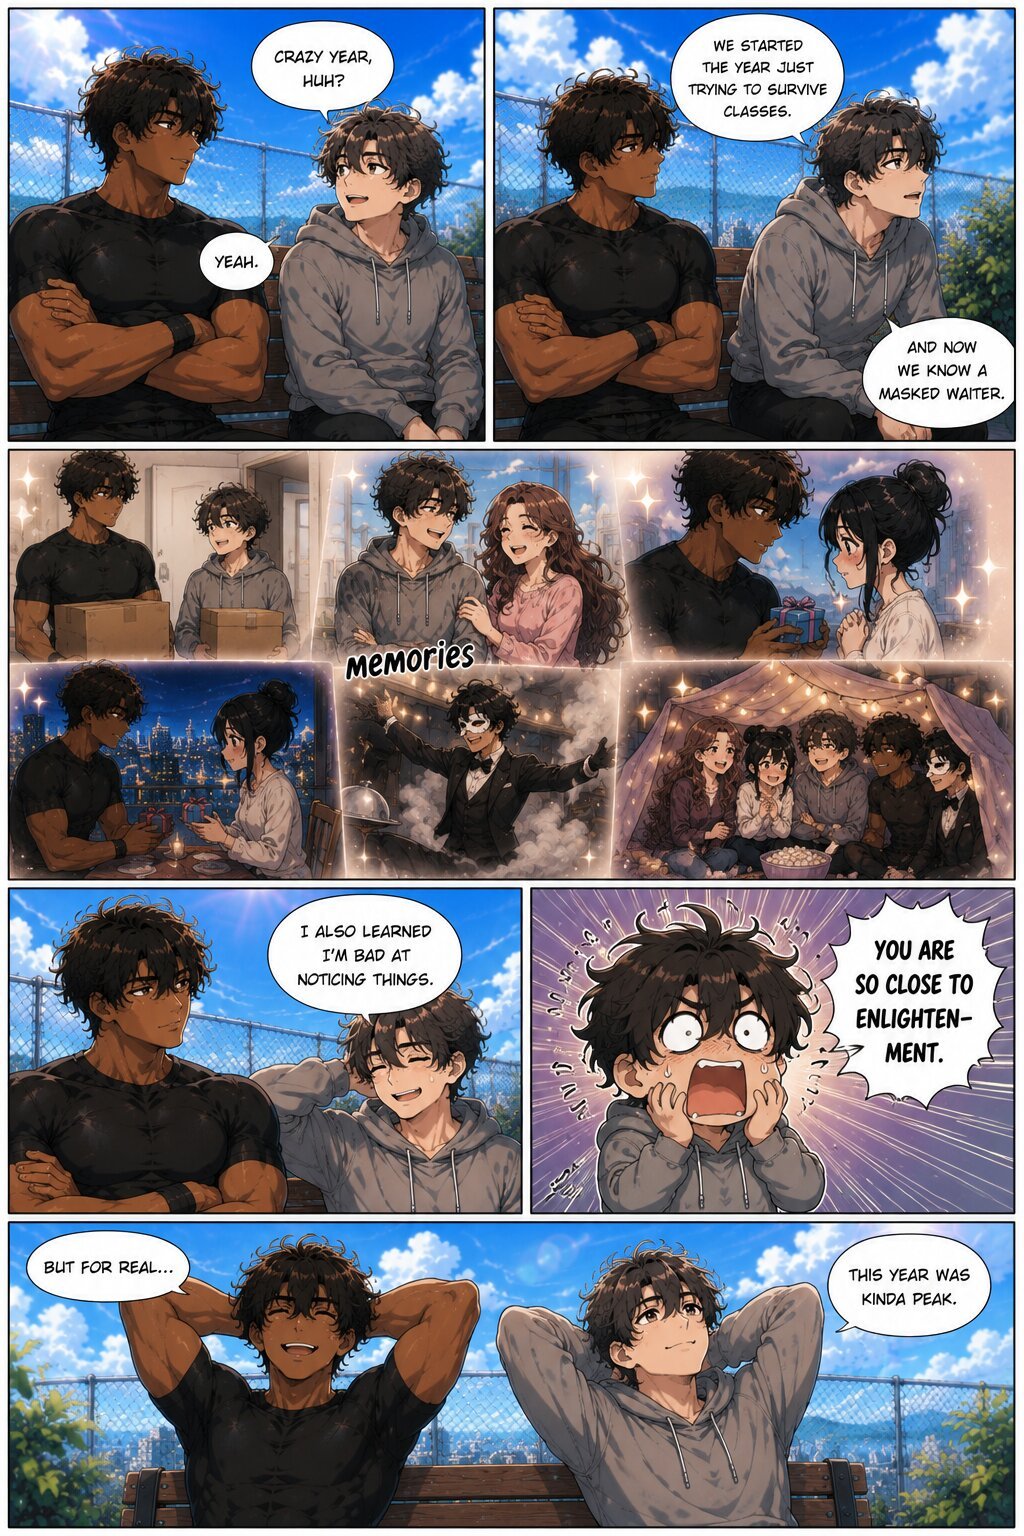 CRAZY YEAR,
HUH?
YEAH.
WE STARTED
THE YEAR JUST
TRYING TO SURVIVE
CLASSES.
AND NOW
WE KNOW A
MASKED WAITER.
memories
I ALSO LEARNED
I'M BAD AT
NOTICING THINGS.
YOU ARE
SO CLOSE TO
ENLIGHTEN-
MENT.
BUT FOR REAL...
THIS YEAR WAS
KINDA PEAK.